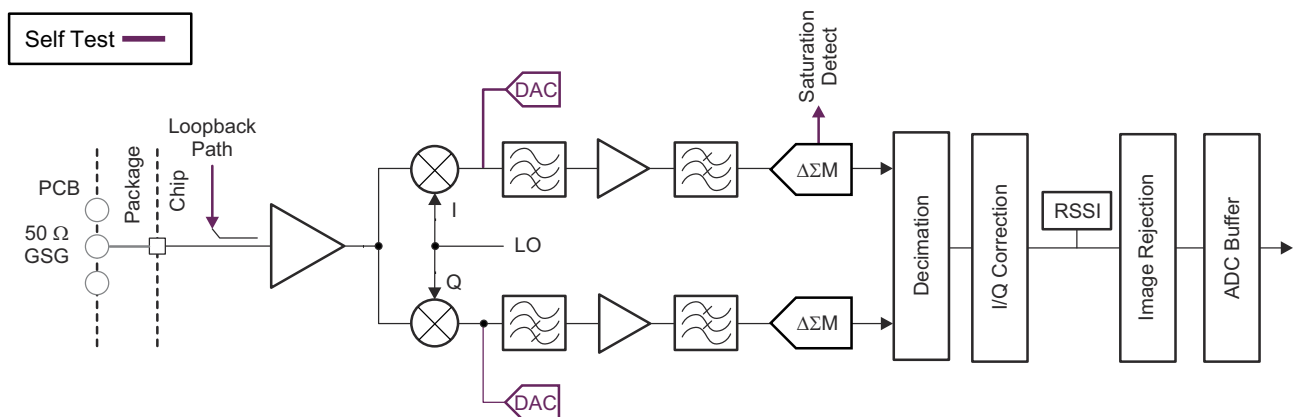 Self Test
DAC
Saturation
Detect
Loopback
Path
PCB
Package
Chip
50 Ω
GSG
I
LO
Q
ΔΣM
ΔΣM
DAC
Decimation
I/Q Correction
RSSI
Image Rejection
ADC Buffer